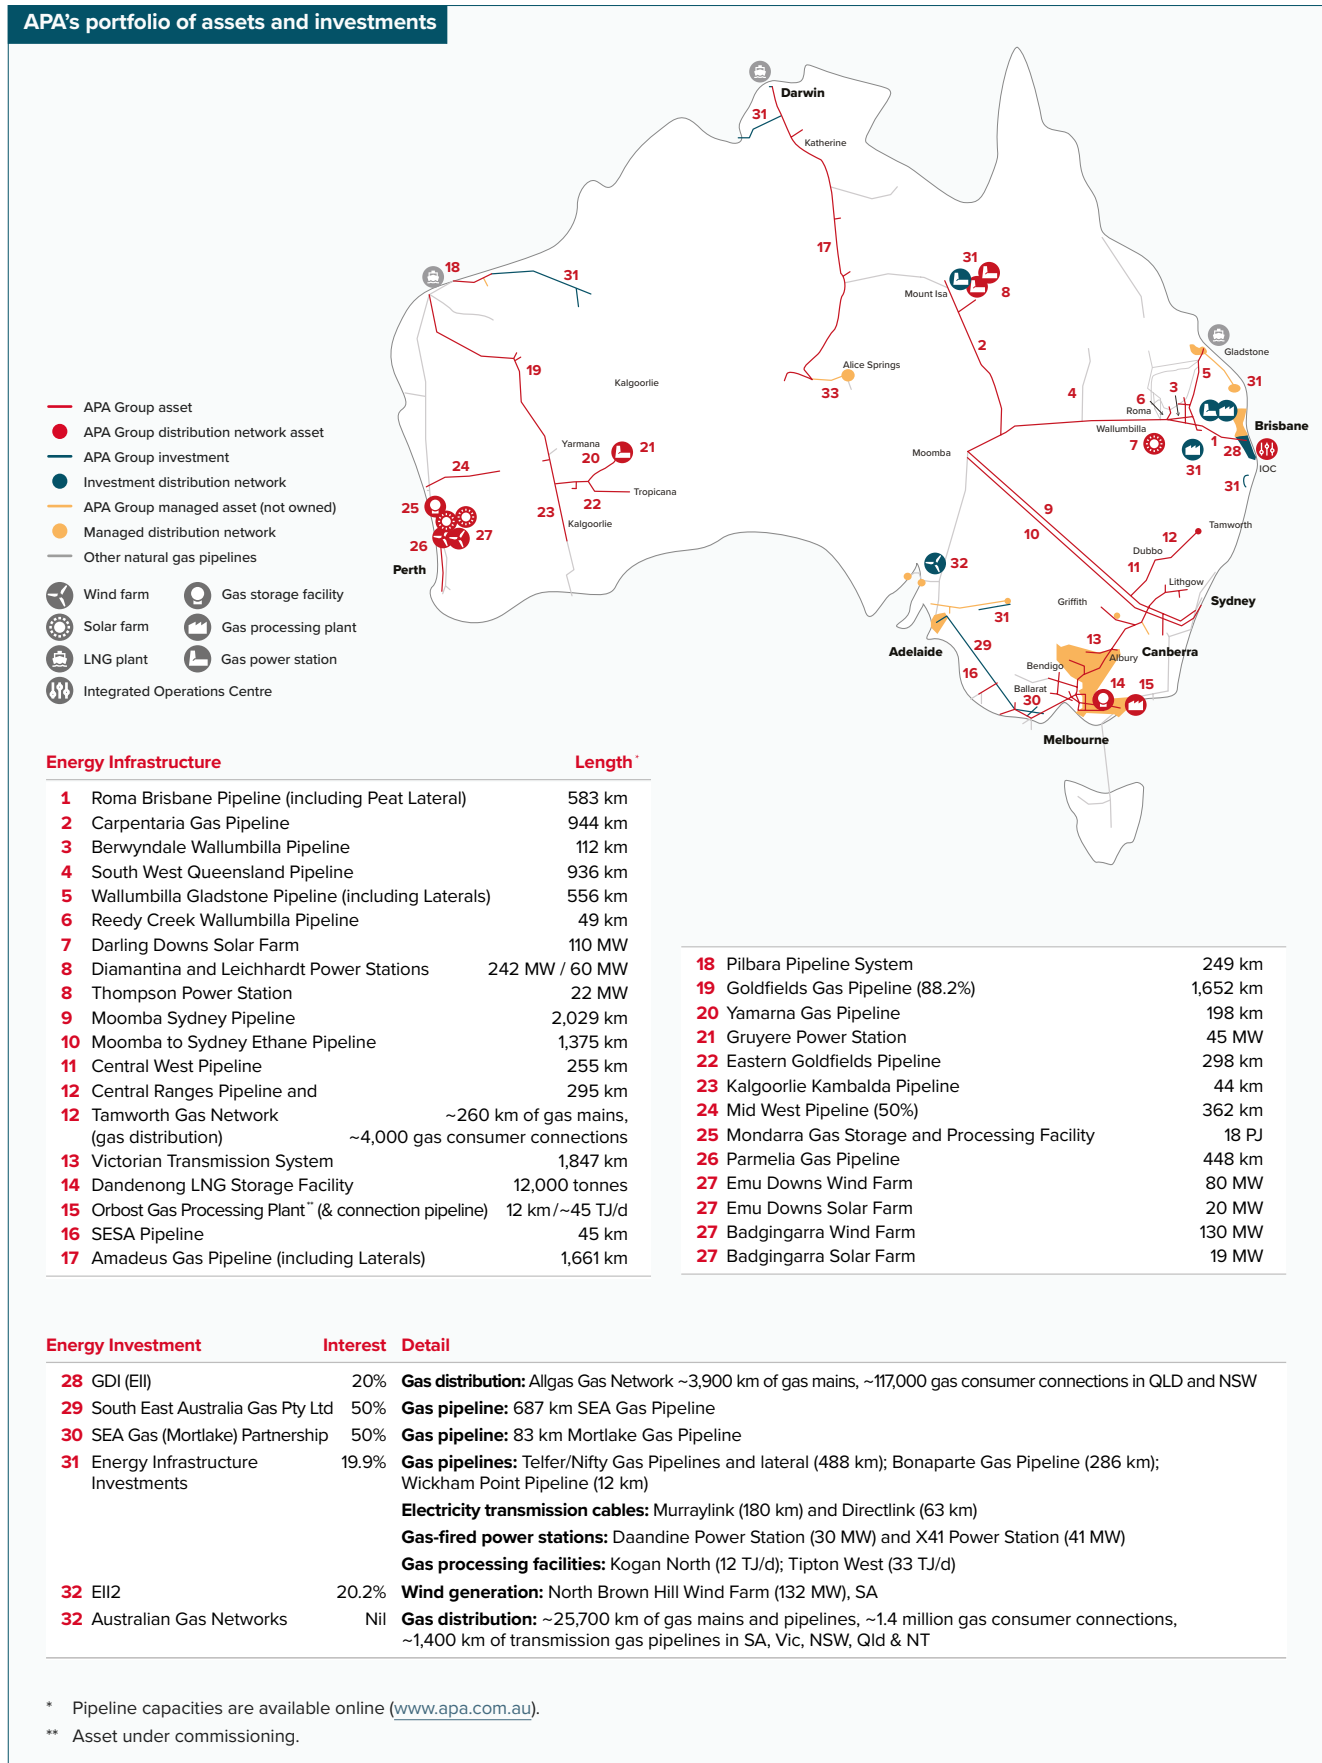 APA's portfolio of assets and investments
Darwin
31
Katherine
17
18
31
31
Mount Isa
8
2
Gladstone
19
Kalgoorlie
Alice Springs
33
4
6
3
5
31
Roma
Brisbane
Wallumbilla
7
1
28
IOC
31
31
Moomba
Yarmana
20
21
24
Tropicana
22
23
Kalgoorlie
25
26
27
Perth
9
10
Tamworth
12
Dubbo
11
Lithgow
32
Griffith
Sydney
31
Adelaide
29
13
Canberra
Albury
Bendigo
16
14
15
Ballarat
30
Melbourne
APA Group asset
APA Group distribution network asset
APA Group investment
Investment distribution network
APA Group managed asset (not owned)
Managed distribution network
Other natural gas pipelines
Wind farm
Gas storage facility
Solar farm
Gas processing plant
LNG plant
Gas power station
Integrated Operations Centre
Energy Infrastructure Length *
1 Roma Brisbane Pipeline (including Peat Lateral) 583 km
2 Carpentaria Gas Pipeline 944 km
3 Berwyndale Wallumbilla Pipeline 112 km
4 South West Queensland Pipeline 936 km
5 Wallumbilla Gladstone Pipeline (including Laterals) 556 km
6 Reedy Creek Wallumbilla Pipeline 49 km
7 Darling Downs Solar Farm 110 MW
8 Diamantina and Leichhardt Power Stations 242 MW / 60 MW
8 Thompson Power Station 22 MW
9 Moomba Sydney Pipeline 2,029 km
10 Moomba to Sydney Ethane Pipeline 1,375 km
11 Central West Pipeline 255 km
12 Central Ranges Pipeline and 295 km
12 Tamworth Gas Network ~260 km of gas mains,
(gas distribution) ~4,000 gas consumer connections
13 Victorian Transmission System 1,847 km
14 Dandenong LNG Storage Facility 12,000 tonnes
15 Orbost Gas Processing Plant** (& connection pipeline) 12 km/~45 TJ/d
16 SESA Pipeline 45 km
17 Amadeus Gas Pipeline (including Laterals) 1,661 km
18 Pilbara Pipeline System 249 km
19 Goldfields Gas Pipeline (88.2%) 1,652 km
20 Yamarna Gas Pipeline 198 km
21 Gruyere Power Station 45 MW
22 Eastern Goldfields Pipeline 298 km
23 Kalgoorlie Kambalda Pipeline 44 km
24 Mid West Pipeline (50%) 362 km
25 Mondarra Gas Storage and Processing Facility 18 PJ
26 Parmelia Gas Pipeline 448 km
27 Emu Downs Wind Farm 80 MW
27 Emu Downs Solar Farm 20 MW
27 Badgingarra Wind Farm 130 MW
27 Badgingarra Solar Farm 19 MW
Energy Investment Interest Detail
28 GDI (EII) 20% Gas distribution: Allgas Gas Network ~3,900 km of gas mains, ~117,000 gas consumer connections in QLD and NSW
29 South East Australia Gas Pty Ltd 50% Gas pipeline: 687 km SEA Gas Pipeline
30 SEA Gas (Mortlake) Partnership 50% Gas pipeline: 83 km Mortlake Gas Pipeline
31 Energy Infrastructure 19.9% Gas pipelines: Telfer/Nifty Gas Pipelines and lateral (488 km); Bonaparte Gas Pipeline (286 km);
Investments Wickham Point Pipeline (12 km)
Electricity transmission cables: Murraylink (180 km) and Directlink (63 km)
Gas-fired power stations: Daandine Power Station (30 MW) and X41 Power Station (41 MW)
Gas processing facilities: Kogan North (12 TJ/d); Tipton West (33 TJ/d)
32 EII2 20.2% Wind generation: North Brown Hill Wind Farm (132 MW), SA
32 Australian Gas Networks Nil Gas distribution: ~25,700 km of gas mains and pipelines, ~1.4 million gas consumer connections,
~1,400 km of transmission gas pipelines in SA, Vic, NSW, Qld & NT
* Pipeline capacities are available online (www.apa.com.au).
** Asset under commissioning.